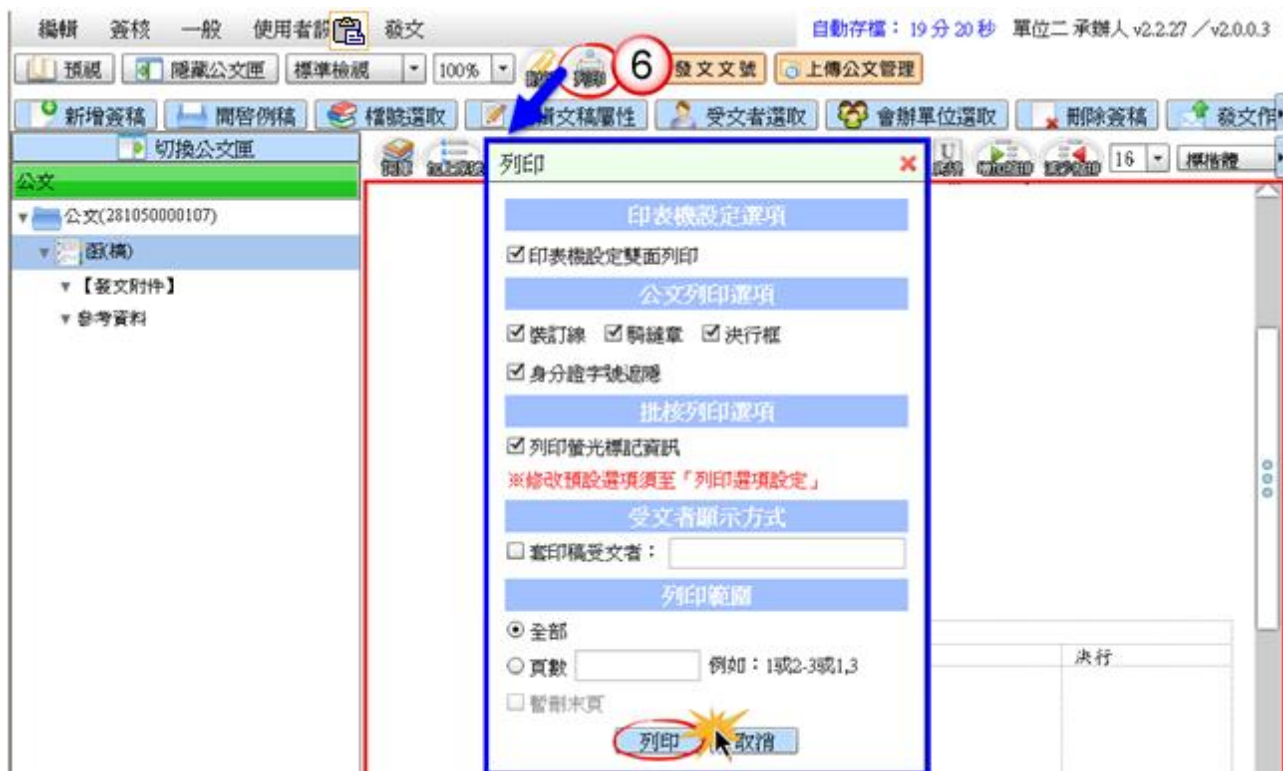 編輯 簽核 一般 使用者設 發文 自動存檔：19分20秒 單位二 承辦人 v2.2.27／v2.0.0.3
預視 隱藏公文匣 標準檢視 100% 列印 6 發文文號 上傳公文管理
新增簽稿 開啟例稿 檔號選取 文稿屬性 受文者選取 會辦單位選取 刪除簽稿 發文作
切換公文匣
16 標楷體
公文
公文(281050000107)
函(稿)
【發文附件】
參考資料
列印
印表機設定選項
印表機設定雙面列印
公文列印選項
裝訂線 騎縫章 決行框
身分證字號遮隱
批核列印選項
列印螢光標記資訊
※修改預設選項須至「列印選項設定」
受文者顯示方式
套印稿受文者：
列印範圍
全部
頁數 例如：1或2-3或1,3
暫刪末頁
列印 取消
決行